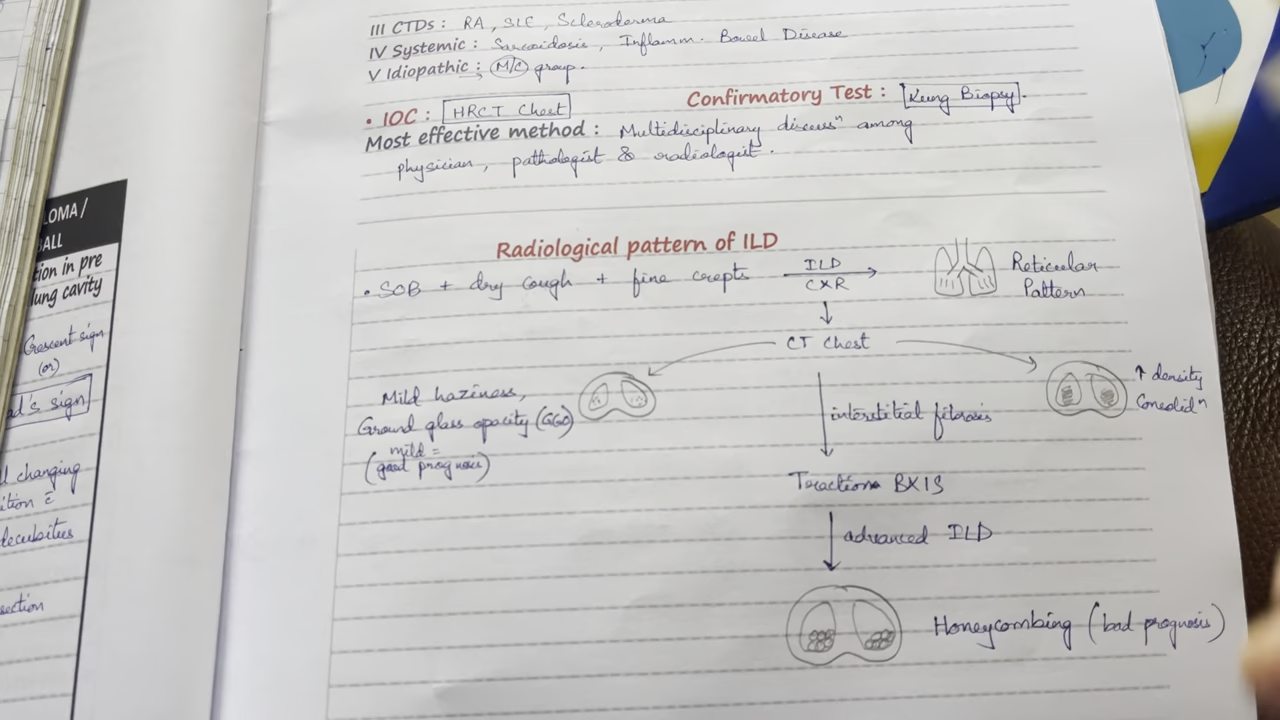 LOMA /
ALL
tion in pre
lung cavity
Crescent sign
(or)
ad's sign
changing
ition c̄
decubitus
section
III CTDs : RA, SLE, Scleroderma
IV Systemic : Sarcoidosis, Inflamm. Bowel Disease
V Idiopathic : M/C group.
• IOC : HRCT Chest
Confirmatory Test : Lung Biopsy.
Most effective method : Multidisciplinary discussⁿ among
physician, pathologist & radiologist.
Radiological pattern of ILD
• SOB + dry cough + fine crepts
ILD
CXR
Reticular
Pattern
CT Chest
Mild haziness,
Ground glass opacity (GGO)
mild =
(good prognosis)
↑ density
Consolidⁿ
interstitial fibrosis
Traction BXIS
advanced ILD
Honeycombing (bad prognosis)